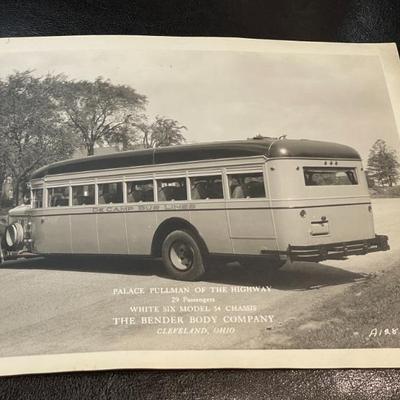 DE CAMP BUS LINES
PALACE PULLMAN OF THE HIGHWAY
29 Passengers
WHITE SIX MODEL 54 CHASSIS
THE BENDER BODY COMPANY
CLEVELAND, OHIO